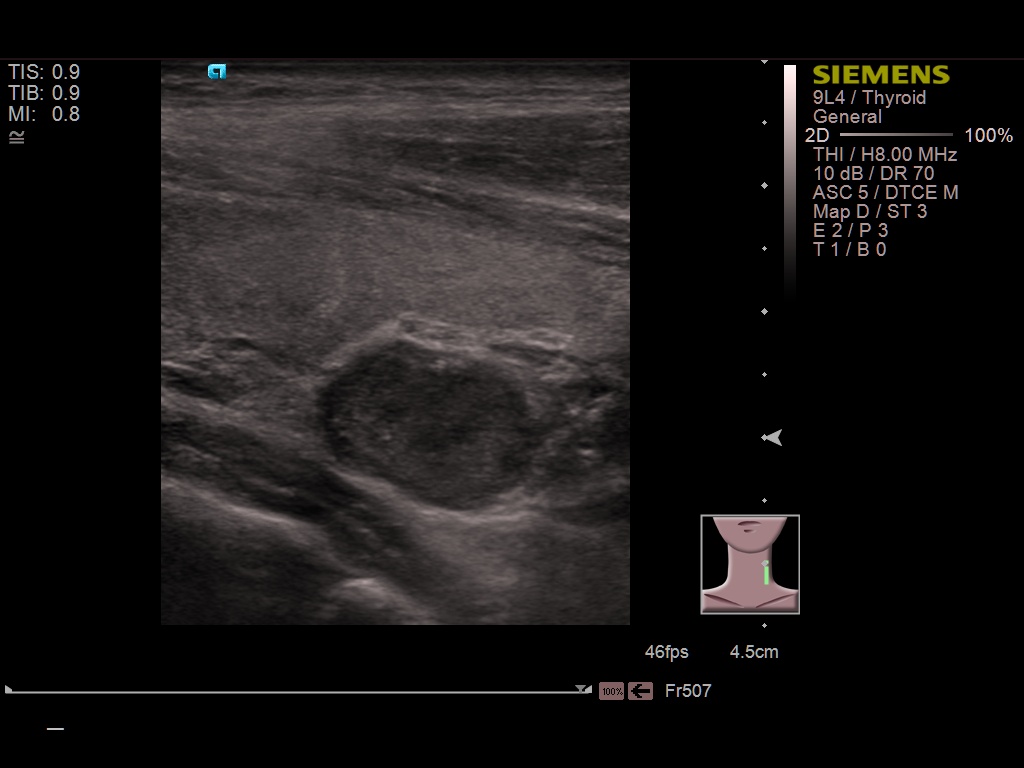 TIS: 0.9
TIB: 0.9
MI: 0.8
SIEMENS
9L4 / Thyroid
General
2D 100%
THI / H8.00 MHz
10 dB / DR 70
ASC 5 / DTCE M
Map D / ST 3
E 2 / P 3
T 1 / B 0
46fps 4.5cm
100% Fr507